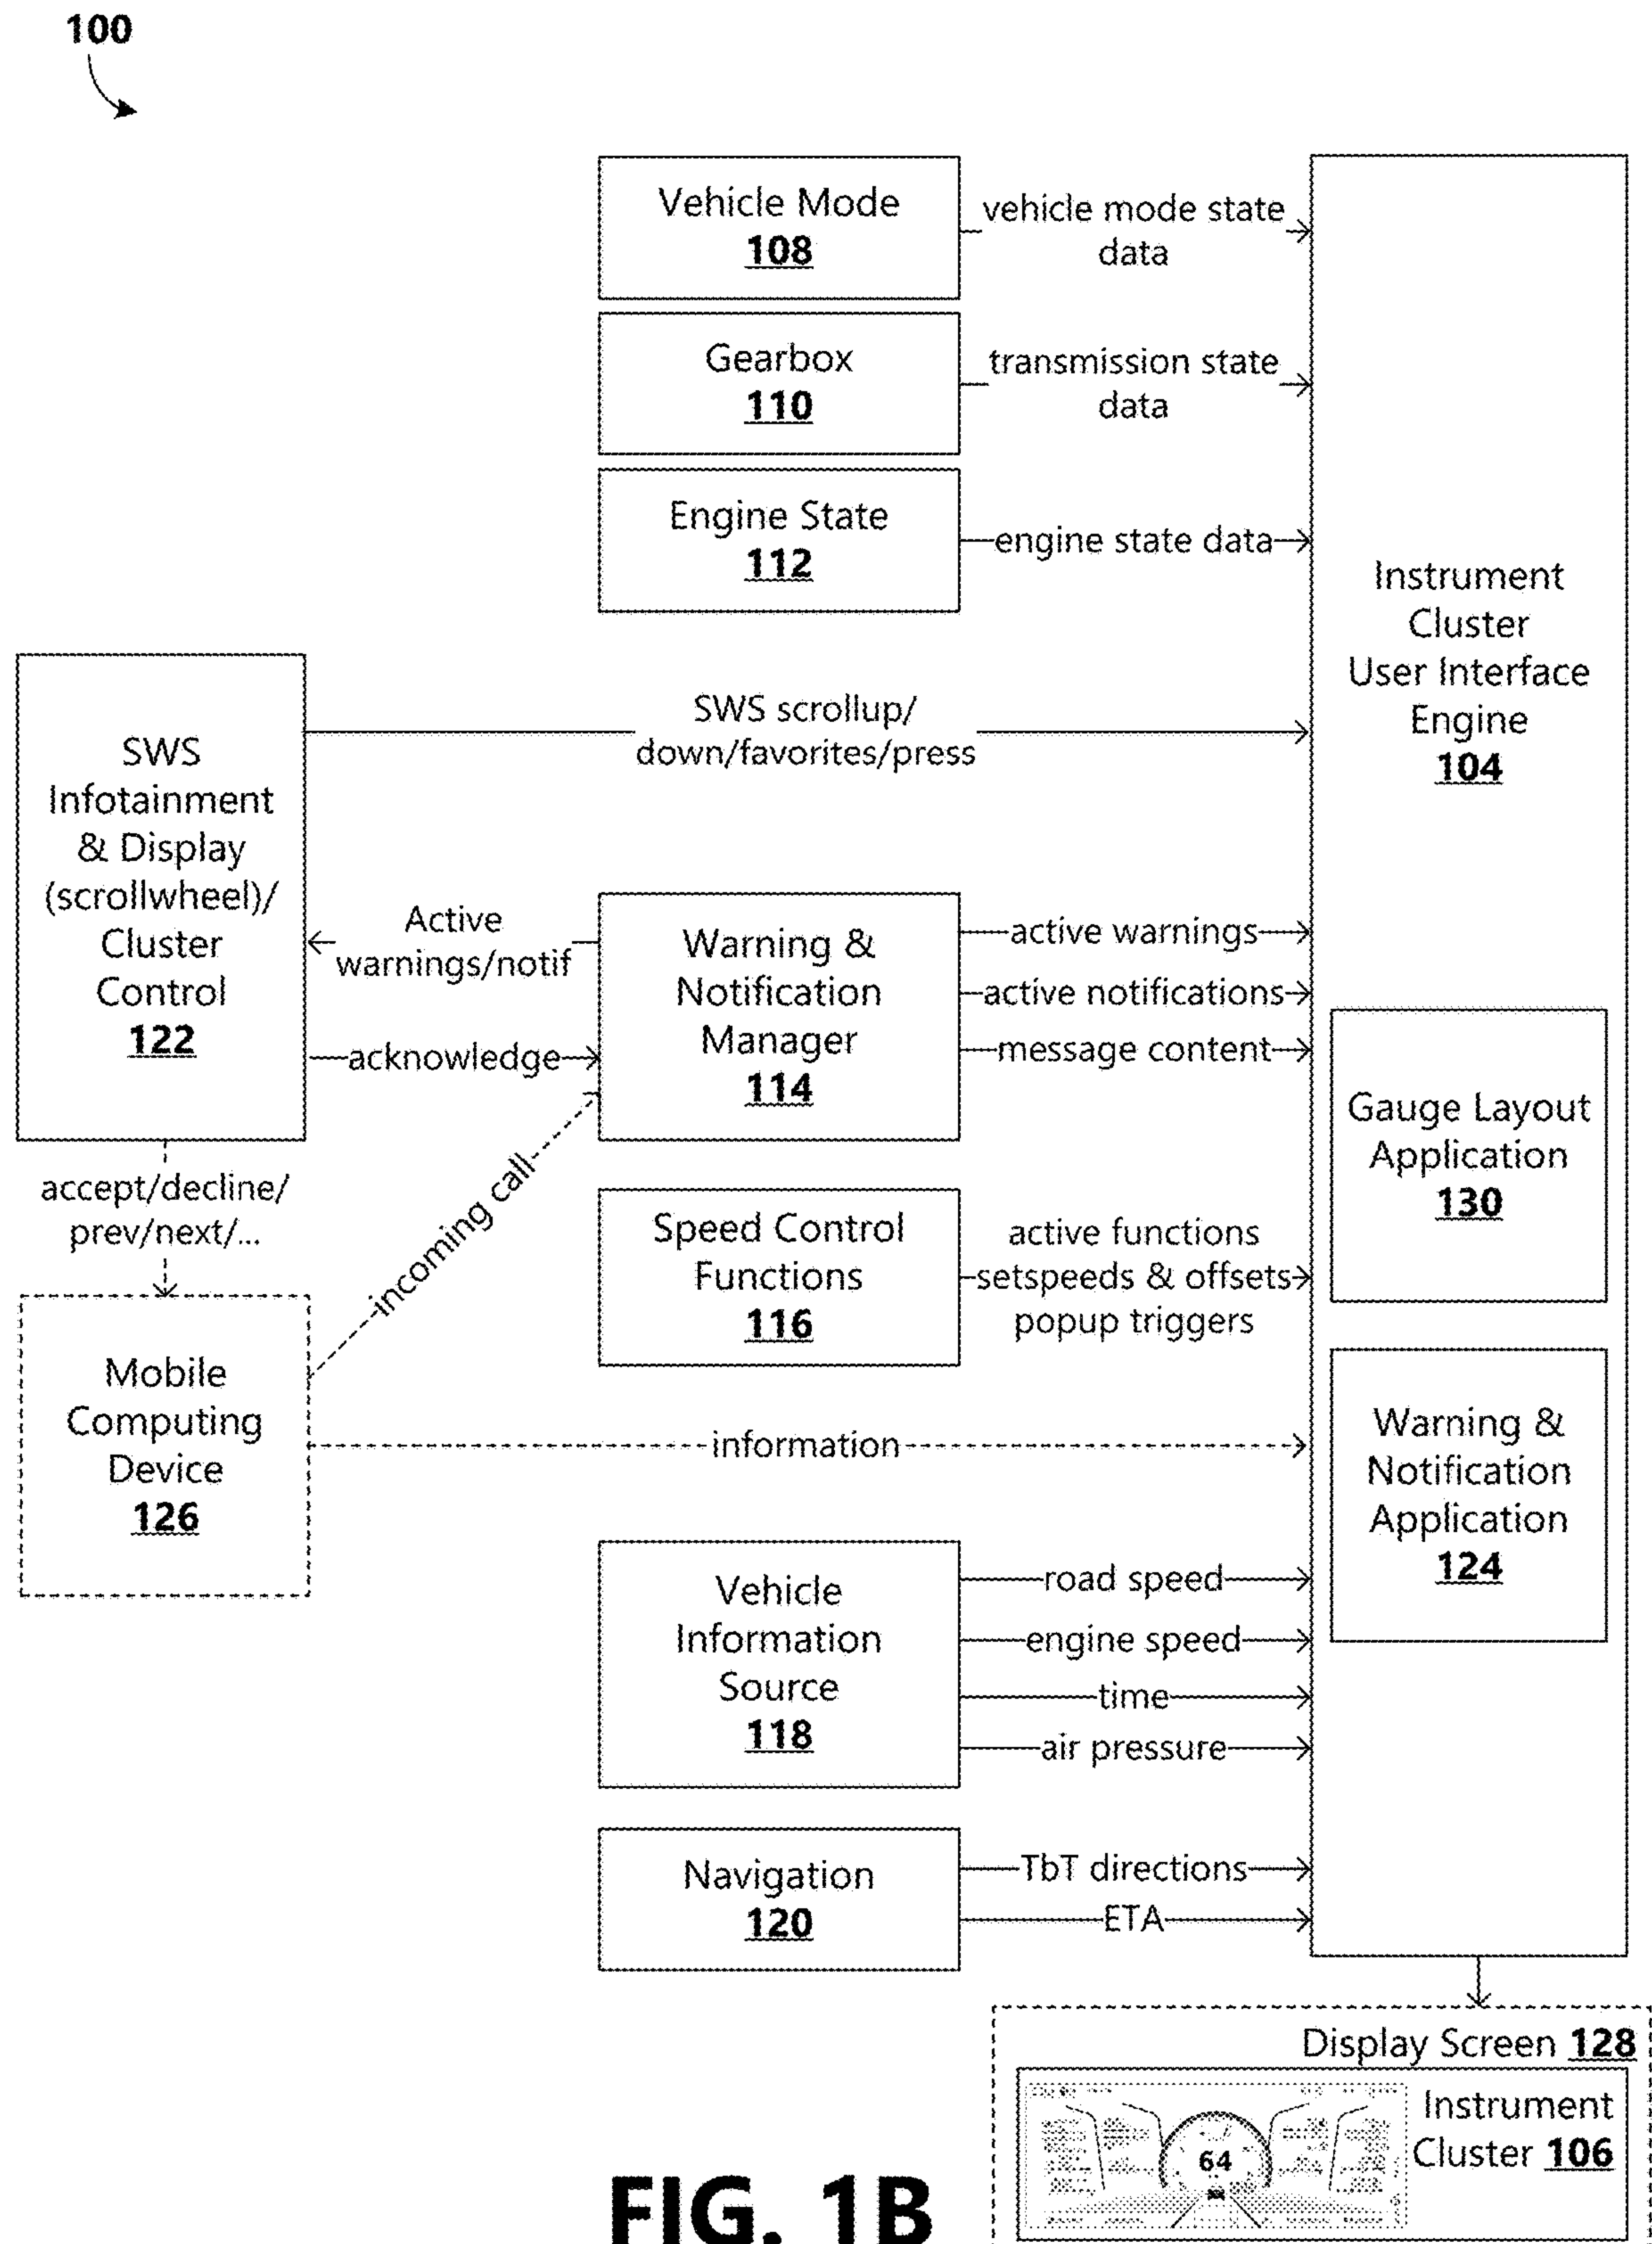 100
Vehicle Mode
108
vehicle mode state
data
Gearbox
110
transmission state
data
Engine State
112
engine state data
Instrument
Cluster
User Interface
Engine
104
SWS
Infotainment
& Display
(scrollwheel)/
Cluster
Control
122
SWS scrollup/
down/favorites/press
Active
warnings/notif
acknowledge
Warning &
Notification
Manager
114
active warnings
active notifications
message content
Gauge Layout
Application
130
accept/decline/
prev/next/...
incoming call
Speed Control
Functions
116
active functions
setspeeds & offsets
popup triggers
Mobile
Computing
Device
126
information
Warning &
Notification
Application
124
Vehicle
Information
Source
118
road speed
engine speed
time
air pressure
Navigation
120
TbT directions
ETA
Display Screen 128
Instrument
Cluster 106
64
FIG. 1B